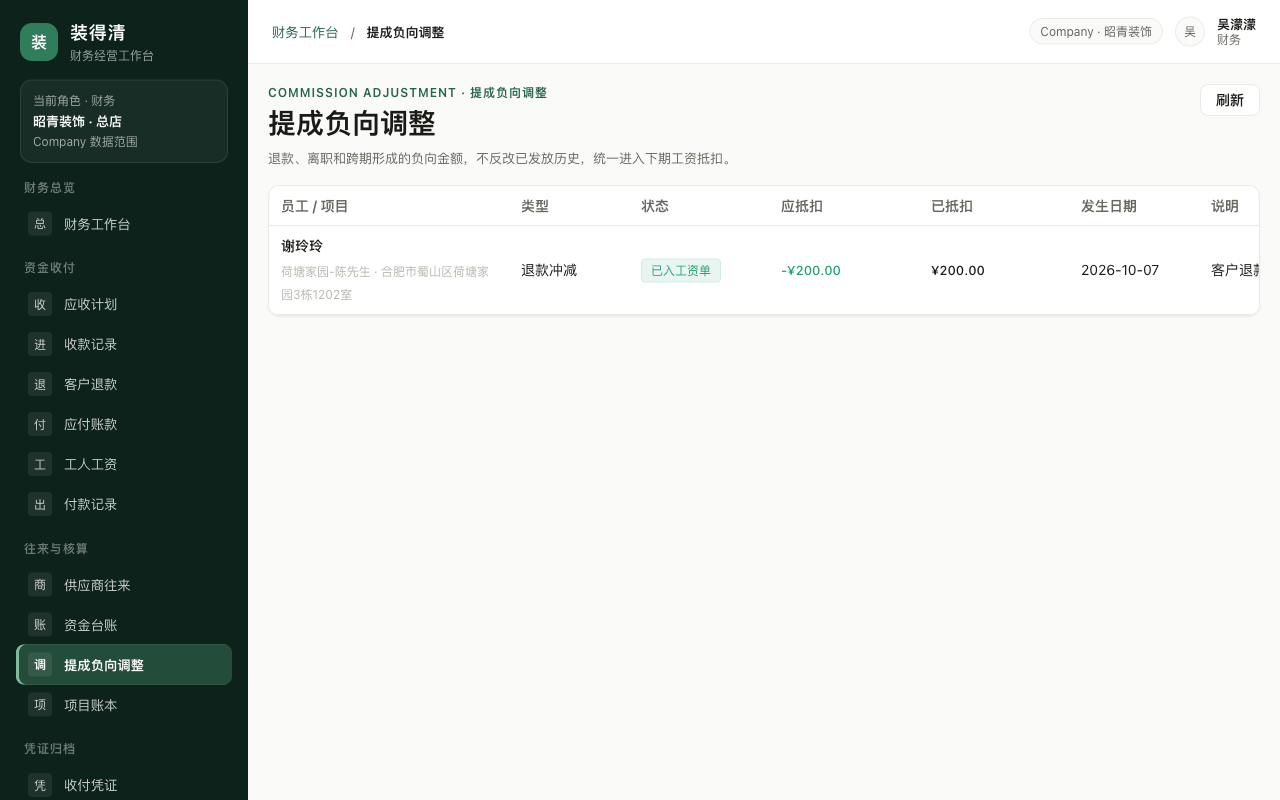 装
装得清
财务经营工作台
当前角色 · 财务
昭青装饰 · 总店
Company 数据范围
财务总览
总 财务工作台
资金收付
收 应收计划
进 收款记录
退 客户退款
付 应付账款
工 工人工资
出 付款记录
往来与核算
商 供应商往来
账 资金台账
调 提成负向调整
项 项目账本
凭证归档
凭 收付凭证
财务工作台 / 提成负向调整
Company · 昭青装饰
吴
吴濛濛
财务
COMMISSION ADJUSTMENT · 提成负向调整
提成负向调整
退款、离职和跨期形成的负向金额，不反改已发放历史，统一进入下期工资抵扣。
刷新
员工 / 项目 类型 状态 应抵扣 已抵扣 发生日期 说明
谢玲玲
荷塘家园-陈先生 · 合肥市蜀山区荷塘家
园3栋1202室
退款冲减 已入工资单 -¥200.00 ¥200.00 2026-10-07 客户退款